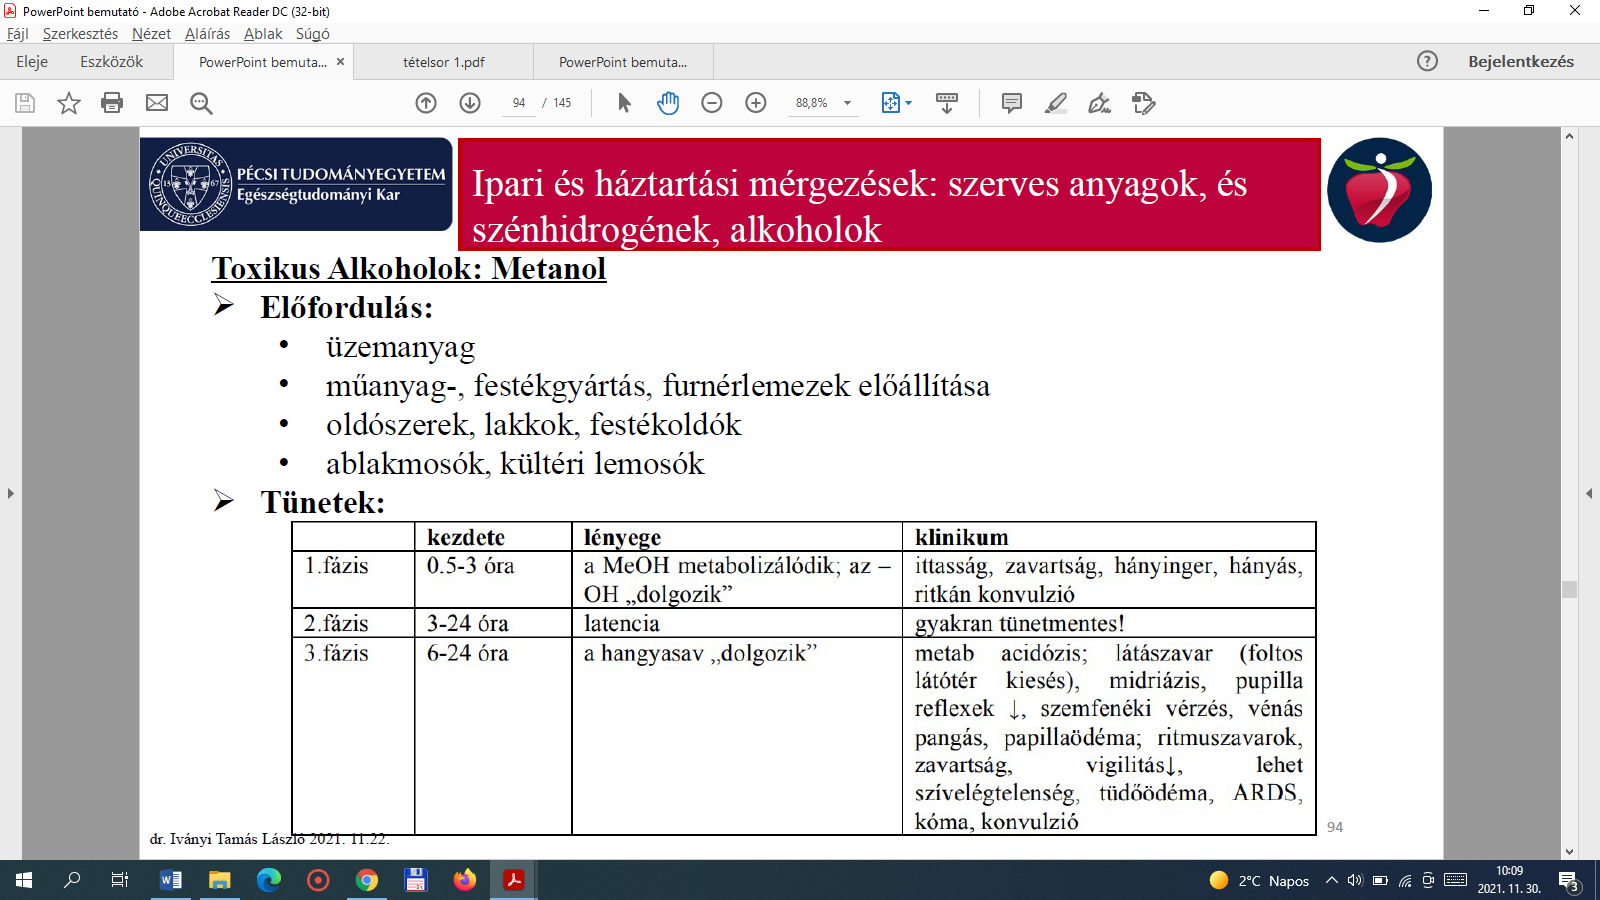 PowerPoint bemutató - Adobe Acrobat Reader DC (32-bit)
Fájl Szerkesztés Nézet Aláírás Ablak Súgó
Eleje Eszközök PowerPoint bemuta... × tételsor 1.pdf PowerPoint bemuta... ? Bejelentkezés
94 / 145 88,8%
UNIVERSITAS QUINQUEECCLESIENSIS 1367
PÉCSI TUDOMÁNYEGYETEM
Egészségtudományi Kar
Ipari és háztartási mérgezések: szerves anyagok, és
szénhidrogének, alkoholok
Toxikus Alkoholok: Metanol
➢ Előfordulás:
• üzemanyag
• műanyag-, festékgyártás, furnérlemezek előállítása
• oldószerek, lakkok, festékoldók
• ablakmosók, kültéri lemosók
➢ Tünetek:
kezdete lényege klinikum
1.fázis 0.5-3 óra a MeOH metabolizálódik; az – ittasság, zavartság, hányinger, hányás,
OH „dolgozik” ritkán konvulzió
2.fázis 3-24 óra latencia gyakran tünetmentes!
3.fázis 6-24 óra a hangyasav „dolgozik” metab acidózis; látászavar (foltos
látótér kiesés), midriázis, pupilla
reflexek ↓, szemfenéki vérzés, vénás
pangás, papillaödéma; ritmuszavarok,
zavartság, vigilitás↓, lehet
szívelégtelenség, tüdőödéma, ARDS,
kóma, konvulzió
dr. Iványi Tamás László 2021. 11.22.
94
2°C Napos
10:09
2021. 11. 30.
3